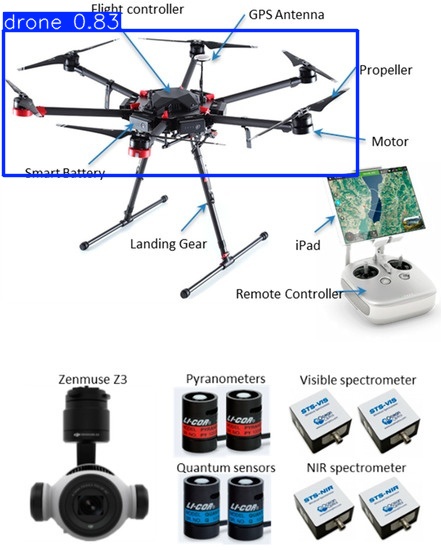 drone 0.83
Flight controller
GPS Antenna
Propeller
Motor
Smart Battery
Landing Gear
iPad
Remote Controller
Zenmuse Z3
Pyranometers
Visible spectrometer
LI-COR
LI-COR
STS-VIS
STS-VIS
Quantum sensors
NIR spectrometer
LI-COR
LI-COR
STS-NIR
STS-NIR